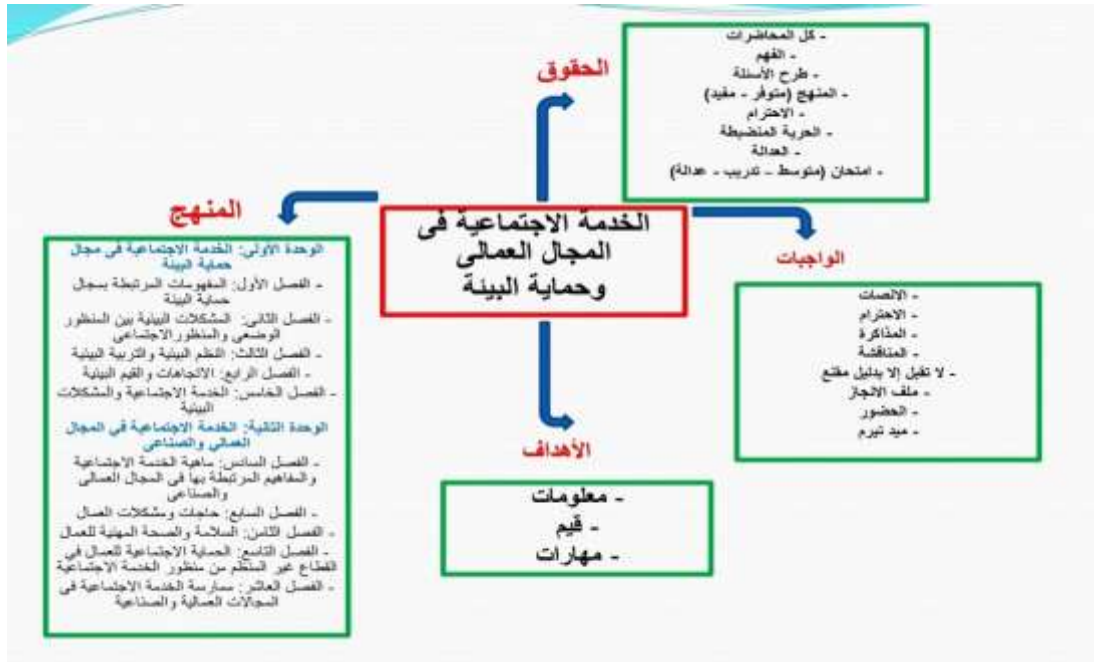 الحقوق
- كل المحاضرات
- الفهم
- طرح الأسئلة
- المنهج (متوفر - مفيد)
- الاحترام
- الحرية المنضبطة
- العدالة
- امتحان (متوسط - تدريب - عدالة)
الخدمة الاجتماعية فى
المجال العمالى
وحماية البيئة
الواجبات
- الانصات
- الاحترام
- المذاكرة
- المناقشة
- لا تقبل إلا بدليل مقنع
- ملف الانجاز
- الحضور
- ميد تيرم
الأهداف
- معلومات
- قيم
- مهارات
المنهج
الوحدة الأولى: الخدمة الاجتماعية فى مجال
حماية البيئة
- الفصل الأول: المفهومات المرتبطة بمجال
حماية البيئة
- الفصل الثانى: المشكلات البيئية بين المنظور
الوضعى والمنظور الاجتماعى
- الفصل الثالث: النظم البيئية والتربية البيئية
- الفصل الرابع: الاتجاهات والقيم البيئية
- الفصل الخامس: الخدمة الاجتماعية والمشكلات
البيئية
الوحدة الثانية: الخدمة الاجتماعية فى المجال
العمالى والصناعى
- الفصل السادس: ماهية الخدمة الاجتماعية
والمفاهيم المرتبطة بها فى المجال العمالى
والصناعى
- الفصل السابع: حاجات ومشكلات العمال
- الفصل الثامن: السلامة والصحة المهنية للعمال
- الفصل التاسع: الحماية الاجتماعية للعمال في
القطاع غير المنظم من منظور الخدمة الاجتماعية
- الفصل العاشر: ممارسة الخدمة الاجتماعية فى
المجالات العمالية والصناعية